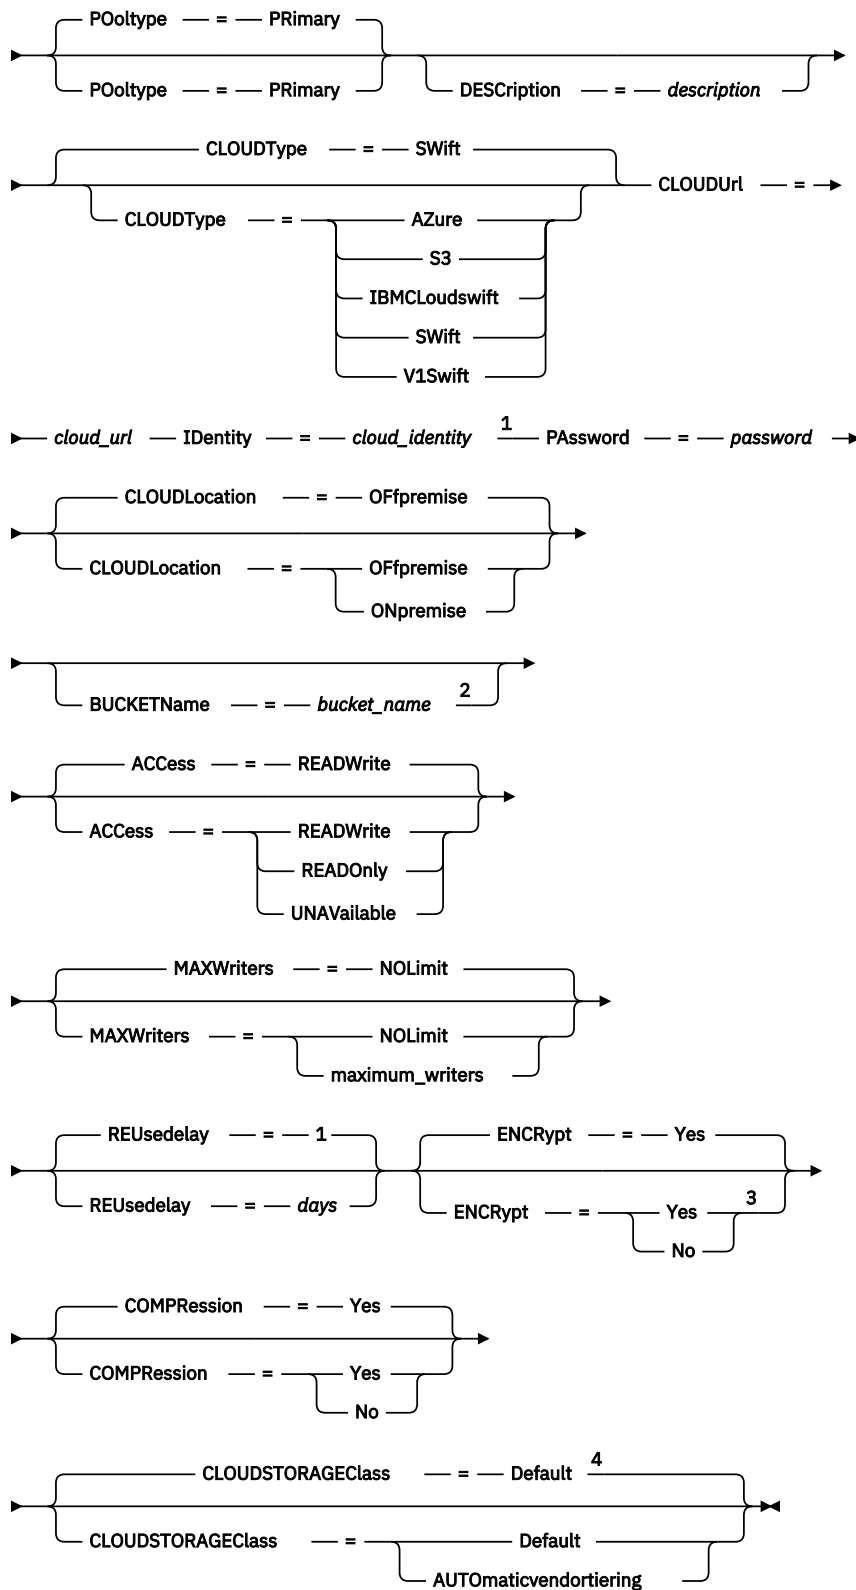 POoltype = PRimary
POoltype = PRimary
DESCription = description
CLOUDType = SWift
CLOUDUrl =
CLOUDType = AZure
S3
IBMCLoudswift
SWift
V1Swift
cloud_url IDentity = cloud_identity 1 PAssword = password
CLOUDLocation = OFfpremise
CLOUDLocation = OFfpremise
ONpremise
BUCKETName = bucket_name 2
ACCess = READWrite
ACCess = READWrite
READOnly
UNAVailable
MAXWriters = NOLimit
MAXWriters = NOLimit
maximum_writers
REUsedelay = 1
REUsedelay = days
ENCRypt = Yes
ENCRypt = Yes 3
No
COMPRession = Yes
COMPRession = Yes
No
CLOUDSTORAGEClass = Default 4
CLOUDSTORAGEClass = Default
AUTOmaticvendortiering